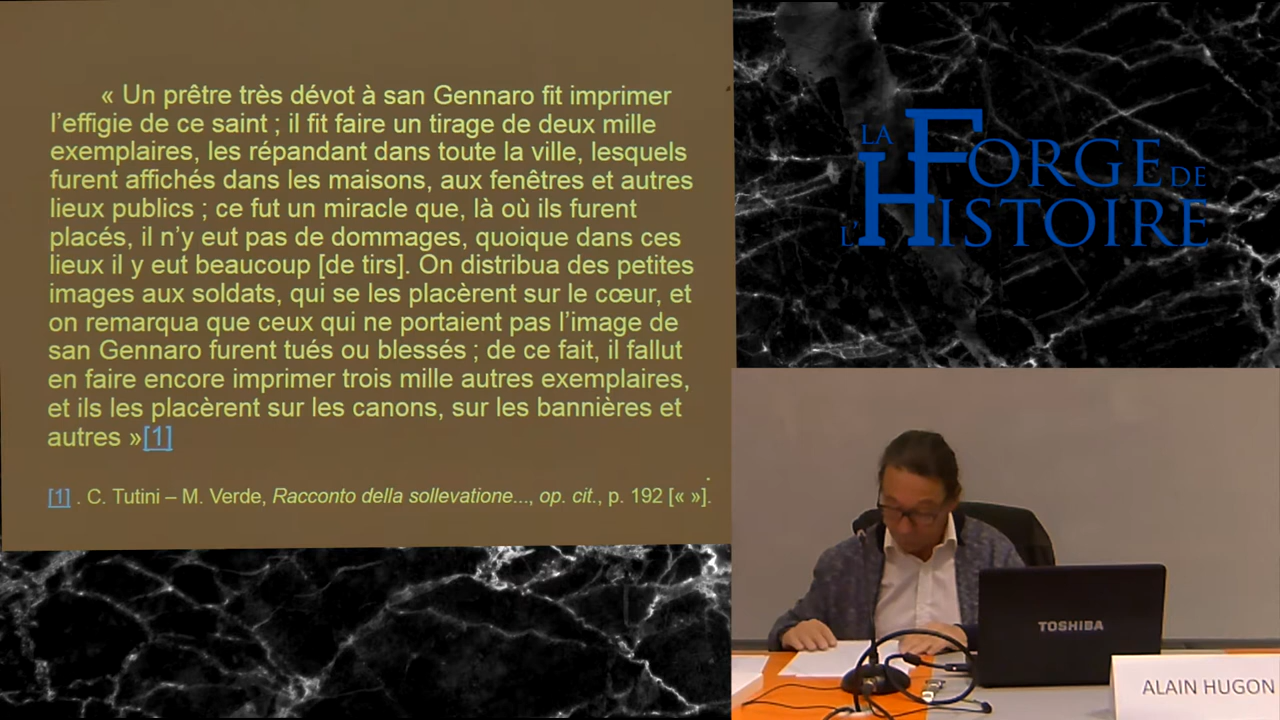 « Un prêtre très dévot à san Gennaro fit imprimer
l'effigie de ce saint ; il fit faire un tirage de deux mille
exemplaires, les répandant dans toute la ville, lesquels
furent affichés dans les maisons, aux fenêtres et autres
lieux publics ; ce fut un miracle que, là où ils furent
placés, il n'y eut pas de dommages, quoique dans ces
lieux il y eut beaucoup [de tirs]. On distribua des petites
images aux soldats, qui se les placèrent sur le cœur, et
on remarqua que ceux qui ne portaient pas l'image de
san Gennaro furent tués ou blessés ; de ce fait, il fallut
en faire encore imprimer trois mille autres exemplaires,
et ils les placèrent sur les canons, sur les bannières et
autres »[1]
[1] . C. Tutini – M. Verde, Racconto della sollevatione..., op. cit., p. 192 [« »].
LA FORGE DE
L'HISTOIRE
TOSHIBA
ALAIN HUGON